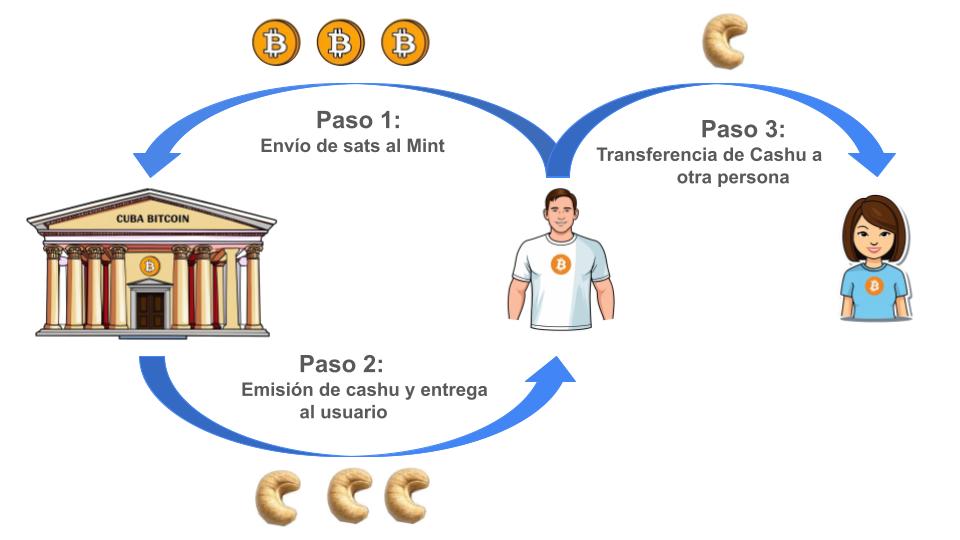 Paso 1:
Envío de sats al Mint
Paso 3:
Transferencia de Cashu a
otra persona
CUBA BITCOIN
Paso 2:
Emisión de cashu y entrega
al usuario